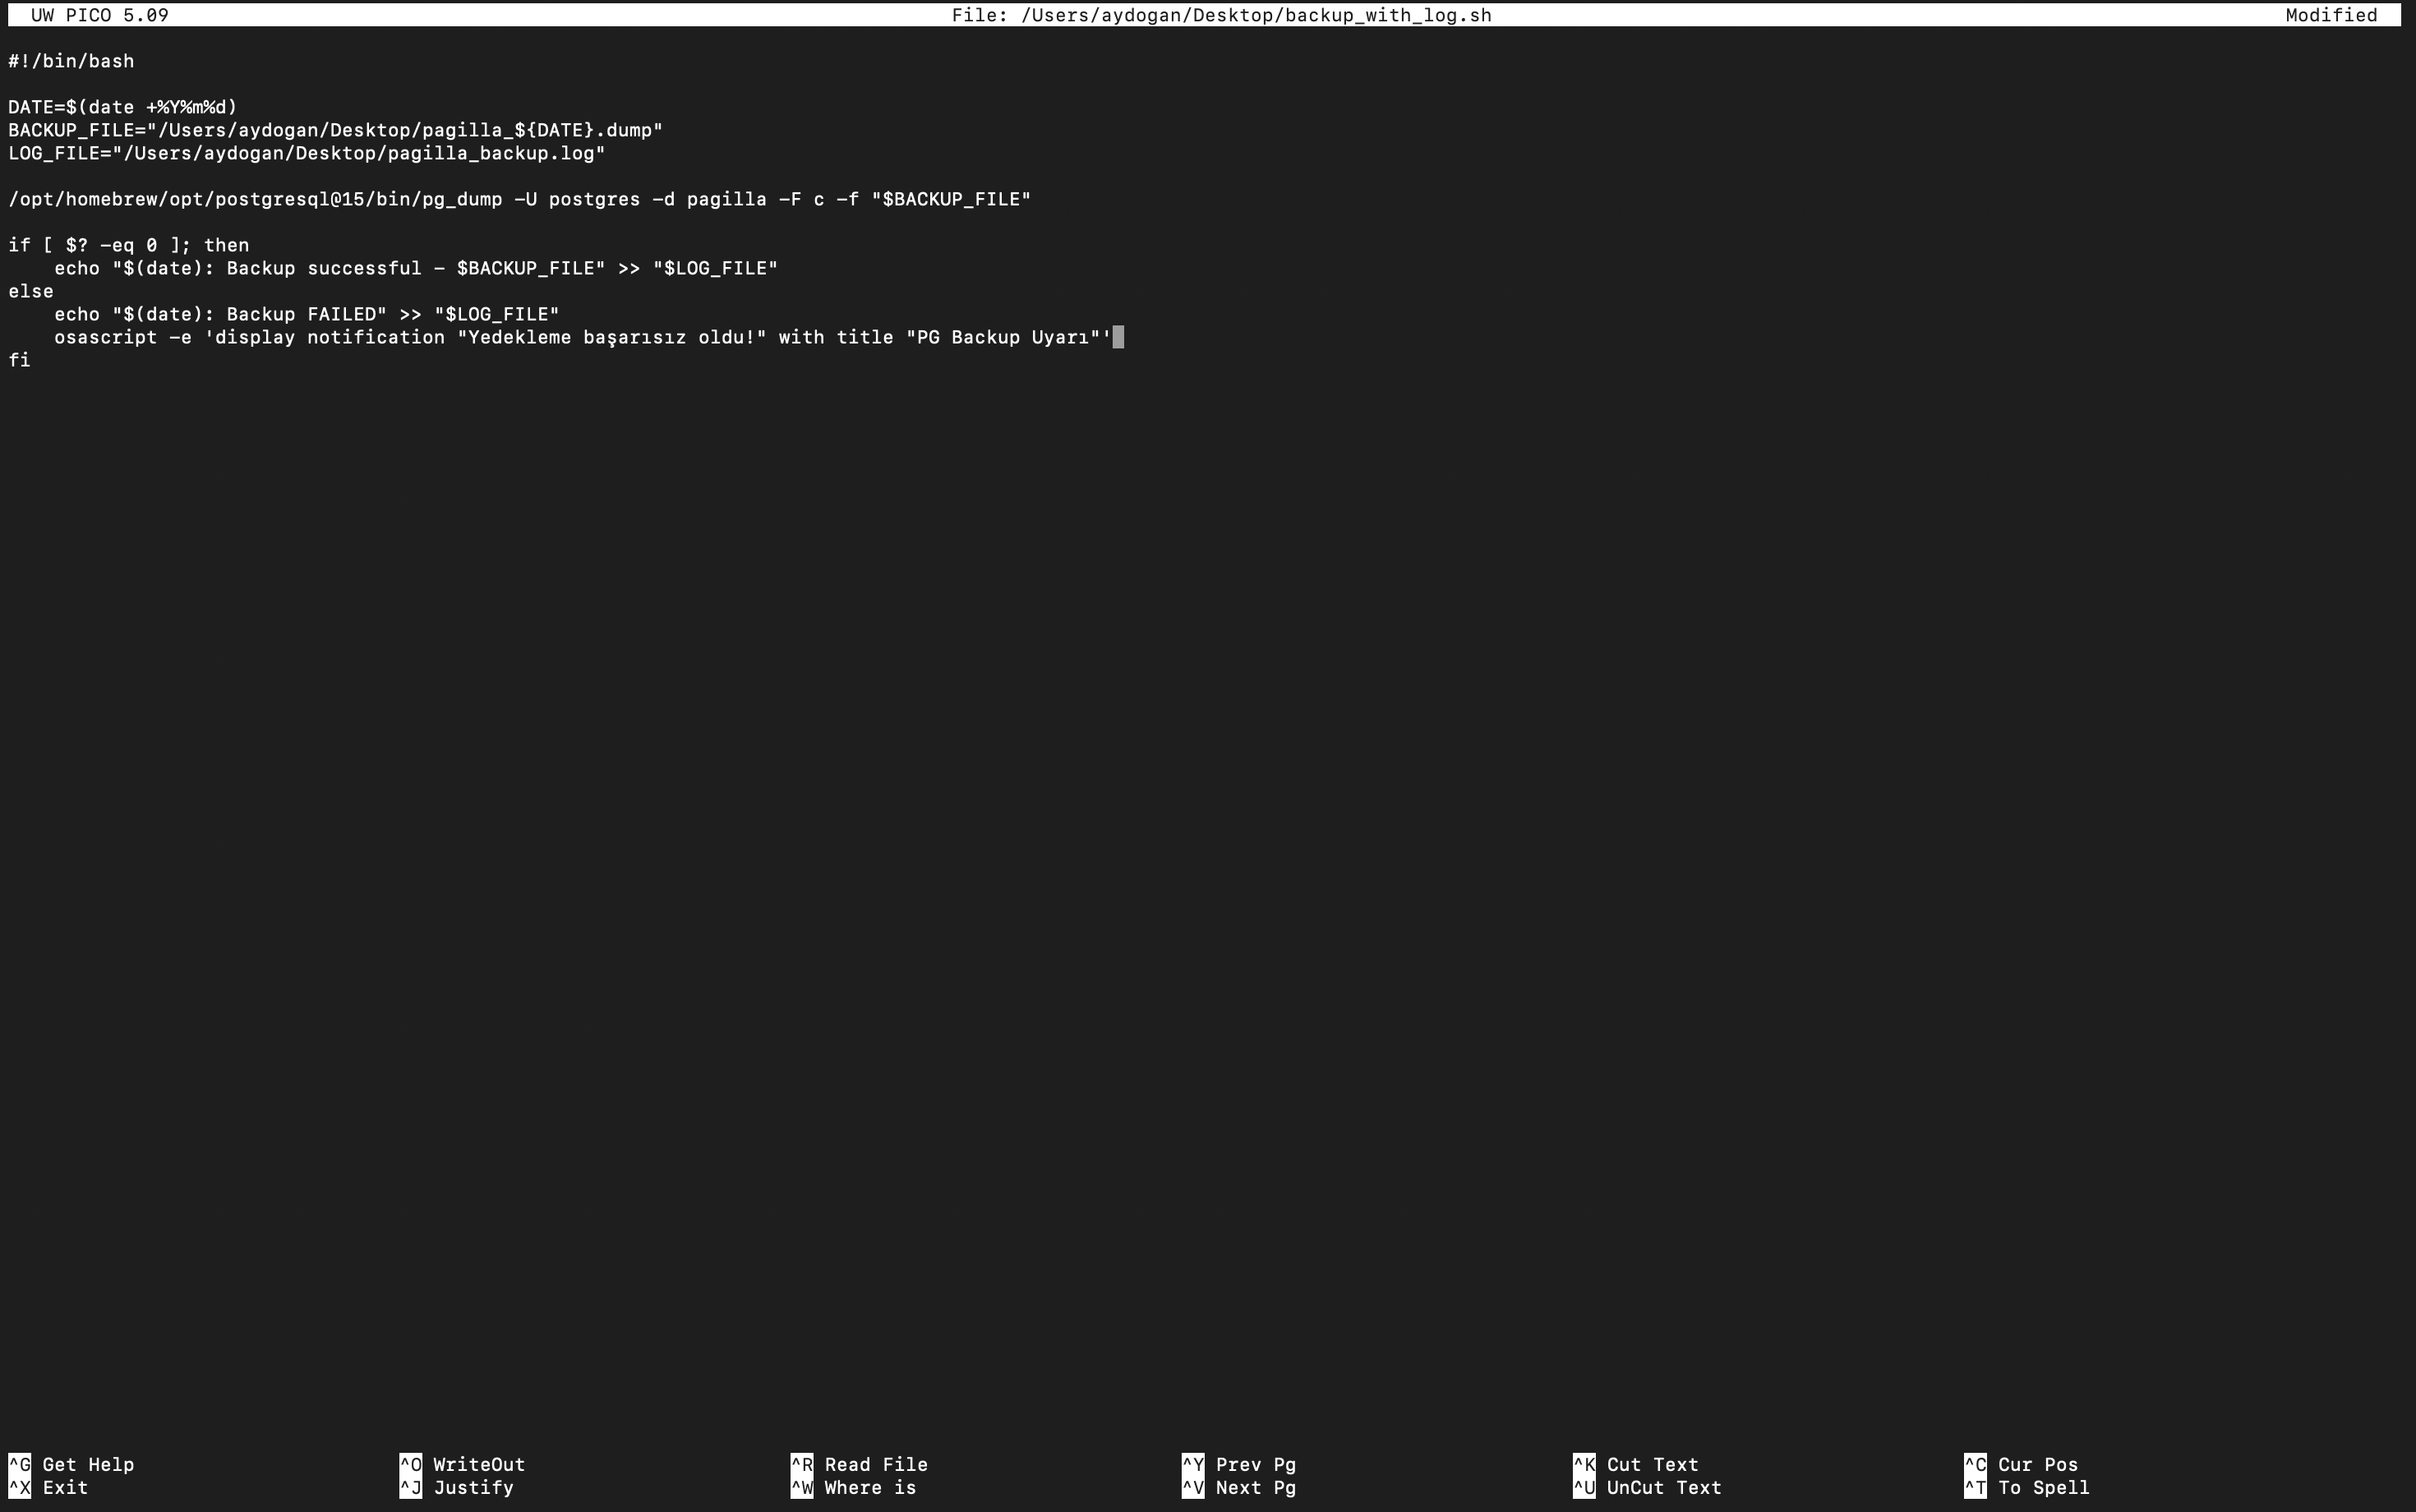 UW PICO 5.09 File: /Users/aydogan/Desktop/backup_with_log.sh Modified
#!/bin/bash
DATE=$(date +%Y%m%d)
BACKUP_FILE="/Users/aydogan/Desktop/pagilla_${DATE}.dump"
LOG_FILE="/Users/aydogan/Desktop/pagilla_backup.log"
/opt/homebrew/opt/postgresql@15/bin/pg_dump -U postgres -d pagilla -F c -f "$BACKUP_FILE"
if [ $? -eq 0 ]; then
    echo "$(date): Backup successful - $BACKUP_FILE" >> "$LOG_FILE"
else
    echo "$(date): Backup FAILED" >> "$LOG_FILE"
    osascript -e 'display notification "Yedekleme başarısız oldu!" with title "PG Backup Uyarı"'
fi
^G Get Help ^O WriteOut ^R Read File ^Y Prev Pg ^K Cut Text ^C Cur Pos
^X Exit ^J Justify ^W Where is ^V Next Pg ^U UnCut Text ^T To Spell